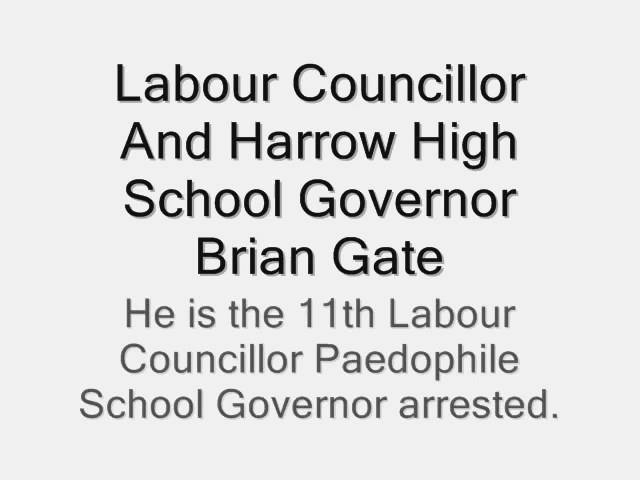 Labour Councillor
And Harrow High
School Governor
Brian Gate
He is the 11th Labour
Councillor Paedophile
School Governor arrested.